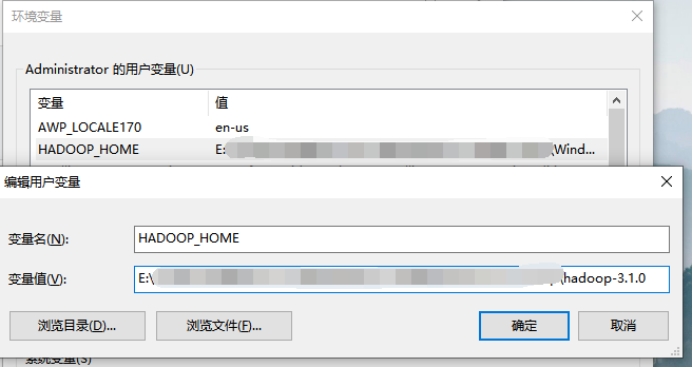 环境变量
Administrator 的用户变量(U)
变量 值
AWP_LOCALE170 en-us
HADOOP_HOME E: \Wind...
编辑用户变量
变量名(N): HADOOP_HOME
变量值(V): E:\ \hadoop-3.1.0
浏览目录(D)... 浏览文件(F)... 确定 取消
系统变量(S)